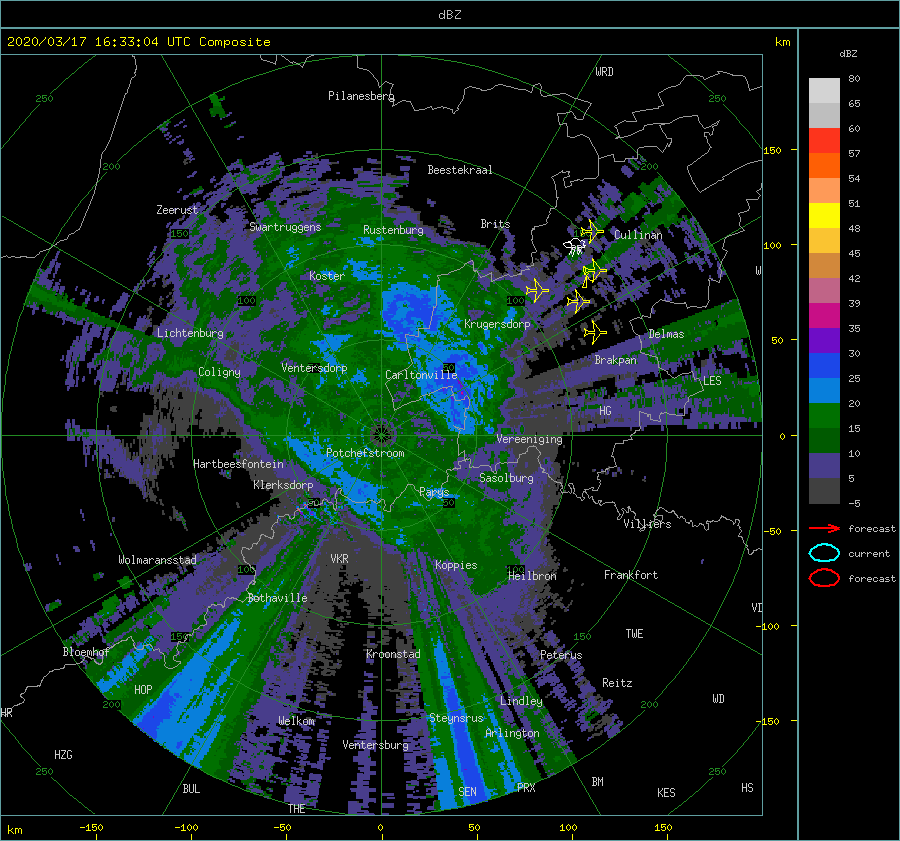 dBZ
2020/03/17 16:33:04 UTC Composite
km
dBZ
WRD
250
Pilanesberg
250
80
65
60
57
54
51
48
45
42
39
35
30
25
20
15
10
5
-5
150
200
Beestekraal
200
Zeerust
Swartruggens
150
Rustenburg
Brits
Cullinan
100
Koster
W
100
100
Krugersdorp
Lichtenburg
Delmas
50
Coligny
Ventersdorp
Carltonville
Brakpan
LES
HG
0
Vereeniging
Potchefstroom
Hartbeesfontein
Sasolburg
Klerksdorp
Parys
50
50
Villiers
-50
forecast
current
forecast
Wolmaransstad
VKR
Koppies
100
100
Heilbron
Frankfort
Bothaville
VD
-100
150
150
TWE
Bloemhof
Kroonstad
Peterus
Reitz
HOP
200
Lindley
200
WD
HR
Welkom
Steynsrus
-150
Arlington
Ventersburg
HZG
250
250
BUL
SEN
PRX
BM
KES
HS
THE
km
-150
-100
-50
0
50
100
150